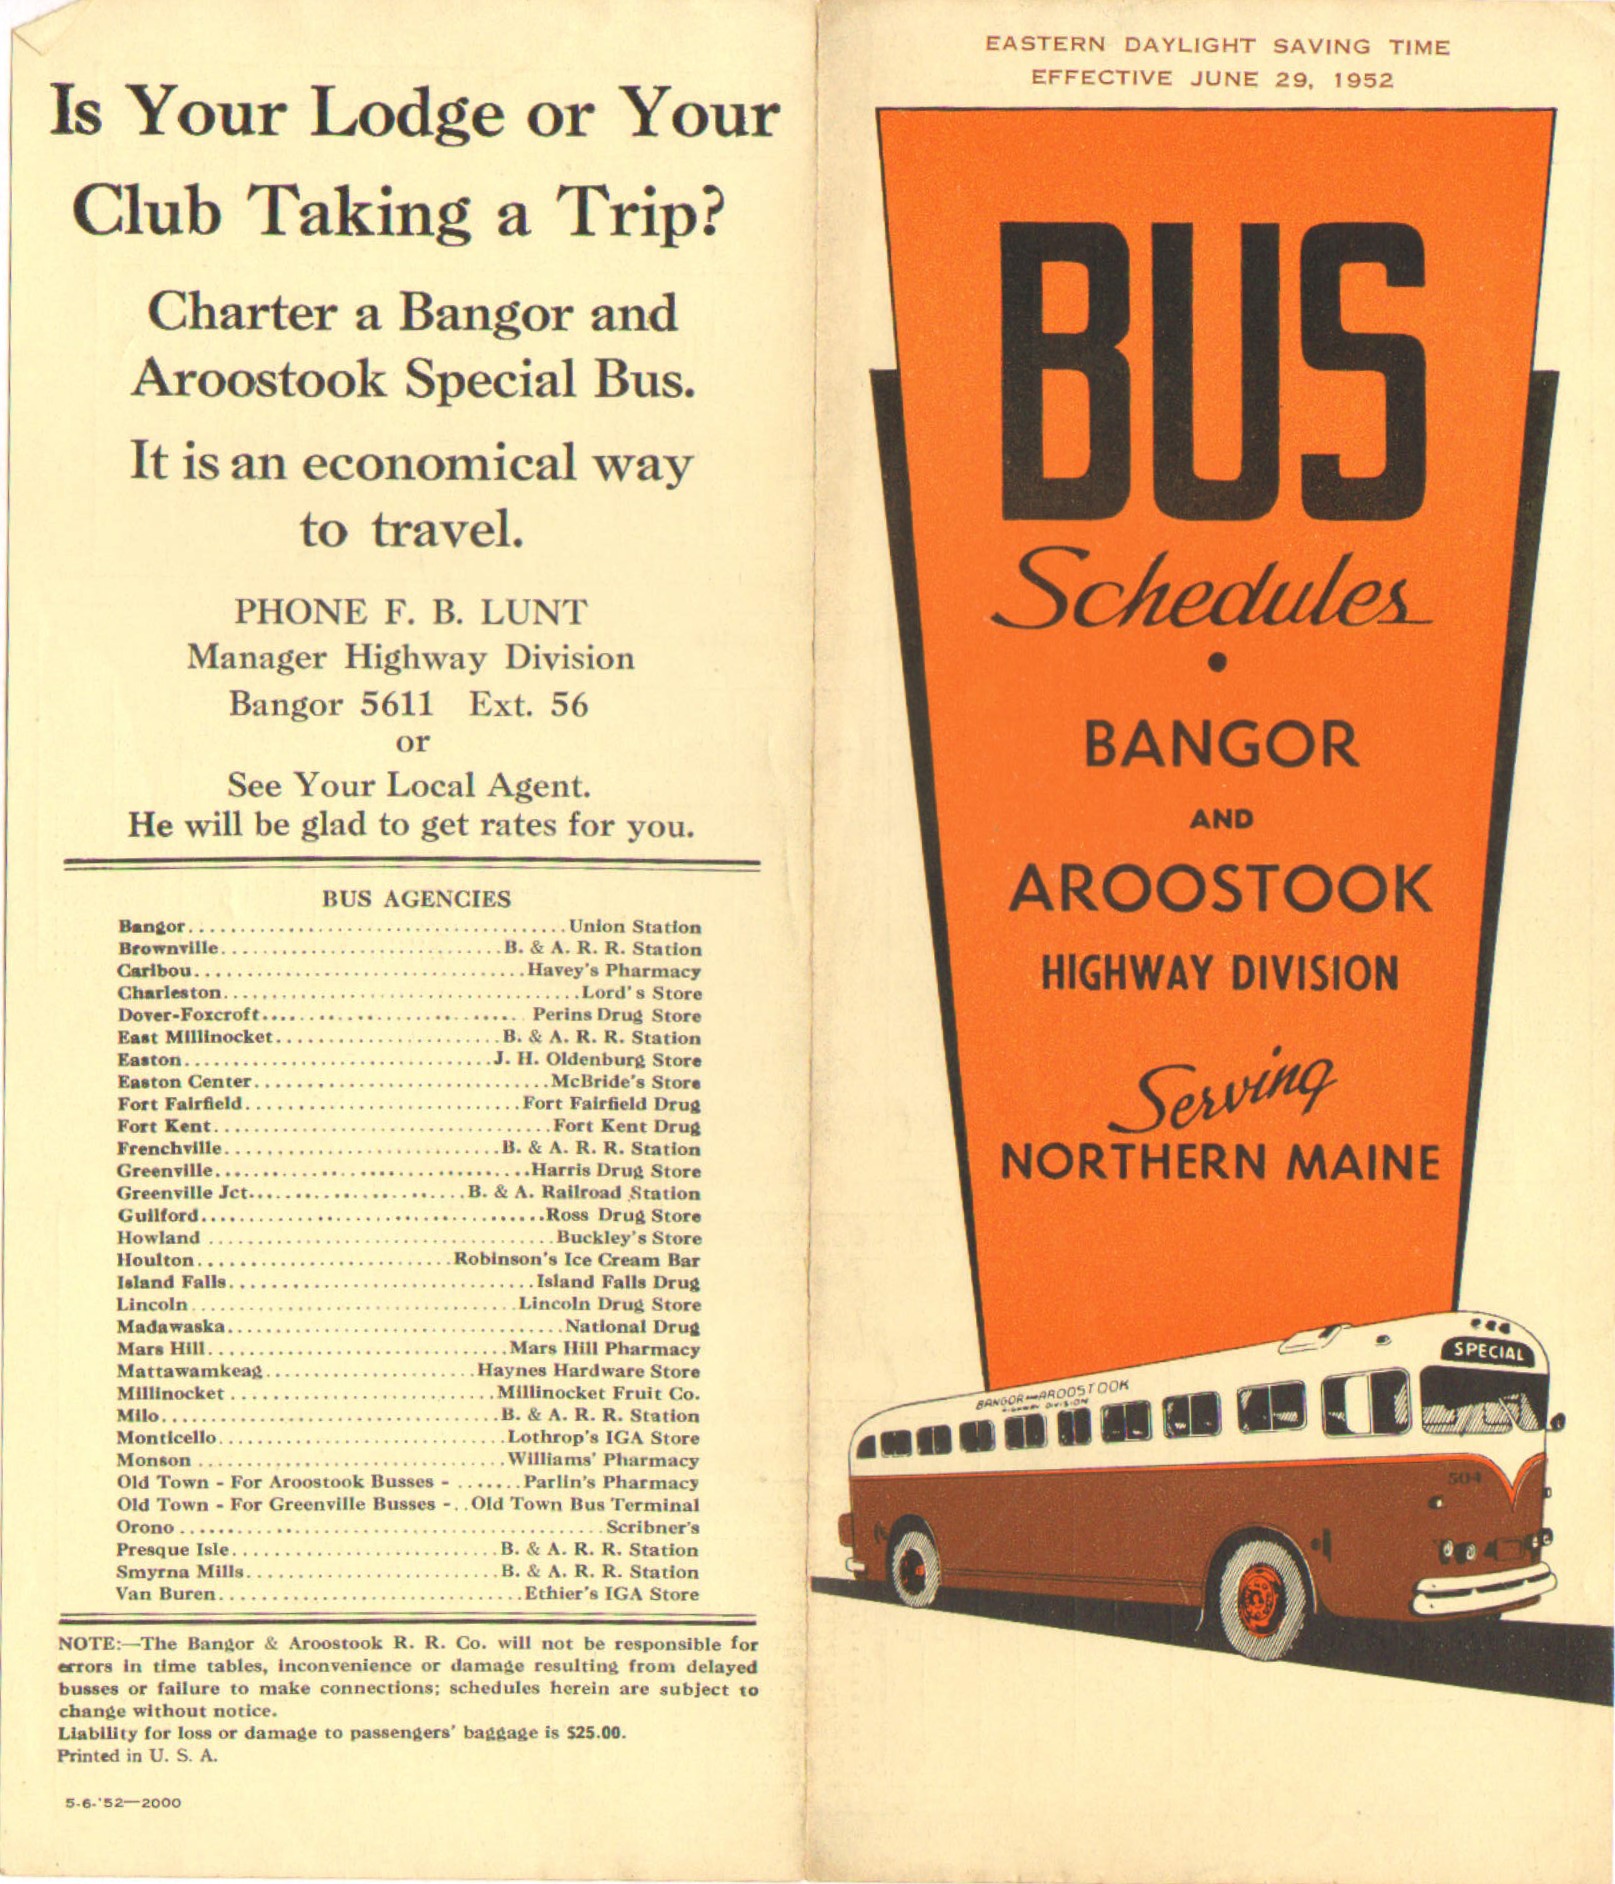 Is Your Lodge or Your
Club Taking a Trip?
Charter a Bangor and
Aroostook Special Bus.
It is an economical way
to travel.
PHONE F. B. LUNT
Manager Highway Division
Bangor 5611 Ext. 56
or
See Your Local Agent.
He will be glad to get rates for you.
BUS AGENCIES
Bangor.....Union Station
Brownville.....B. & A. R. R. Station
Caribou.....Havey's Pharmacy
Charleston.....Lord's Store
Dover-Foxcroft.....Perins Drug Store
East Millinocket.....B. & A. R. R. Station
Easton.....J. H. Oldenburg Store
Easton Center.....McBride's Store
Fort Fairfield.....Fort Fairfield Drug
Fort Kent.....Fort Kent Drug
Frenchville.....B. & A. R. R. Station
Greenville.....Harris Drug Store
Greenville Jct.....B. & A. Railroad Station
Guilford.....Ross Drug Store
Howland.....Buckley's Store
Houlton.....Robinson's Ice Cream Bar
Island Falls.....Island Falls Drug
Lincoln.....Lincoln Drug Store
Madawaska.....National Drug
Mars Hill.....Mars Hill Pharmacy
Mattawamkeag.....Haynes Hardware Store
Millinocket.....Millinocket Fruit Co.
Milo.....B. & A. R. R. Station
Monticello.....Lothrop's IGA Store
Monson.....Williams' Pharmacy
Old Town - For Aroostook Busses - .....Parlin's Pharmacy
Old Town - For Greenville Busses -..Old Town Bus Terminal
Orono.....Scribner's
Presque Isle.....B. & A. R. R. Station
Smyrna Mills.....B. & A. R. R. Station
Van Buren.....Ethier's IGA Store
NOTE:—The Bangor & Aroostook R. R. Co. will not be responsible for
errors in time tables, inconvenience or damage resulting from delayed
busses or failure to make connections; schedules herein are subject to
change without notice.
Liability for loss or damage to passengers' baggage is $25.00.
Printed in U. S. A.
5-6-'52—2000
EASTERN DAYLIGHT SAVING TIME
EFFECTIVE JUNE 29, 1952
BUS
Schedules
•
BANGOR
AND
AROOSTOOK
HIGHWAY DIVISION
Serving
NORTHERN MAINE
SPECIAL
BANGOR AND AROOSTOOK
HIGHWAY DIVISION
504